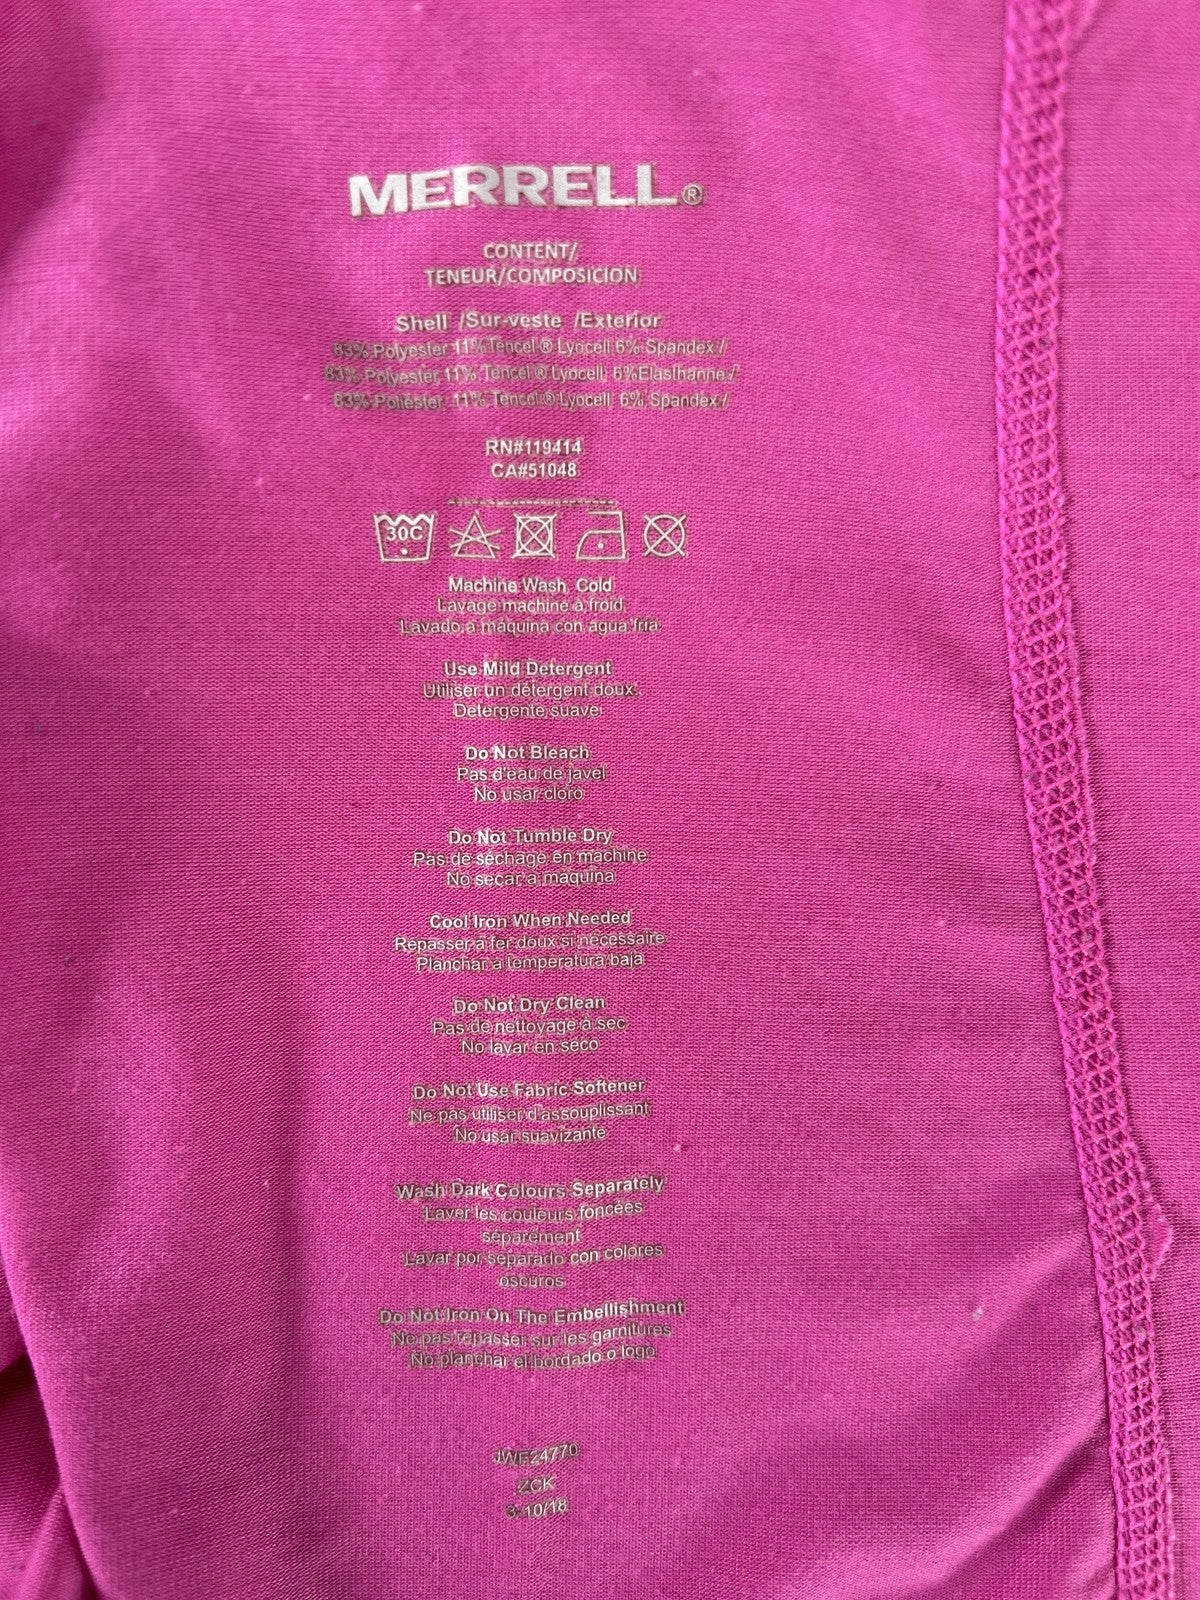 MERRELL®
CONTENT/
TENEUR/COMPOSICION
Shell /Sur-veste /Exterior
83% Polyester 11% Tencel® Lyocell 6% Spandex /
83% Polyester 11% Tencel® Lyocell 6% Elasthanne /
83% Poliéster 11% Tencel® Lyocell 6% Spandex /
RN#119414
CA#51048
30C
Machine Wash Cold
Lavage machine à froid
Lavado a máquina con agua fria
Use Mild Detergent
Utiliser un détergent doux
Detergente suave
Do Not Bleach
Pas d'eau de javel
No usar cloro
Do Not Tumble Dry
Pas de séchage en machine
No secar a máquina
Cool Iron When Needed
Repasser à fer doux si nécessaire
Planchar a temperatura baja
Do Not Dry Clean
Pas de nettoyage à sec
No lavar en seco
Do Not Use Fabric Softener
Ne pas utiliser d'assouplissant
No usar suavizante
Wash Dark Colours Separately
Laver les couleurs foncées
séparément
Lavar por separado con colores
oscuros
Do Not Iron On The Embellishment
Ne pas repasser sur les garnitures
No planchar el bordado o logo
JWE24770
ZCK
3/10/18